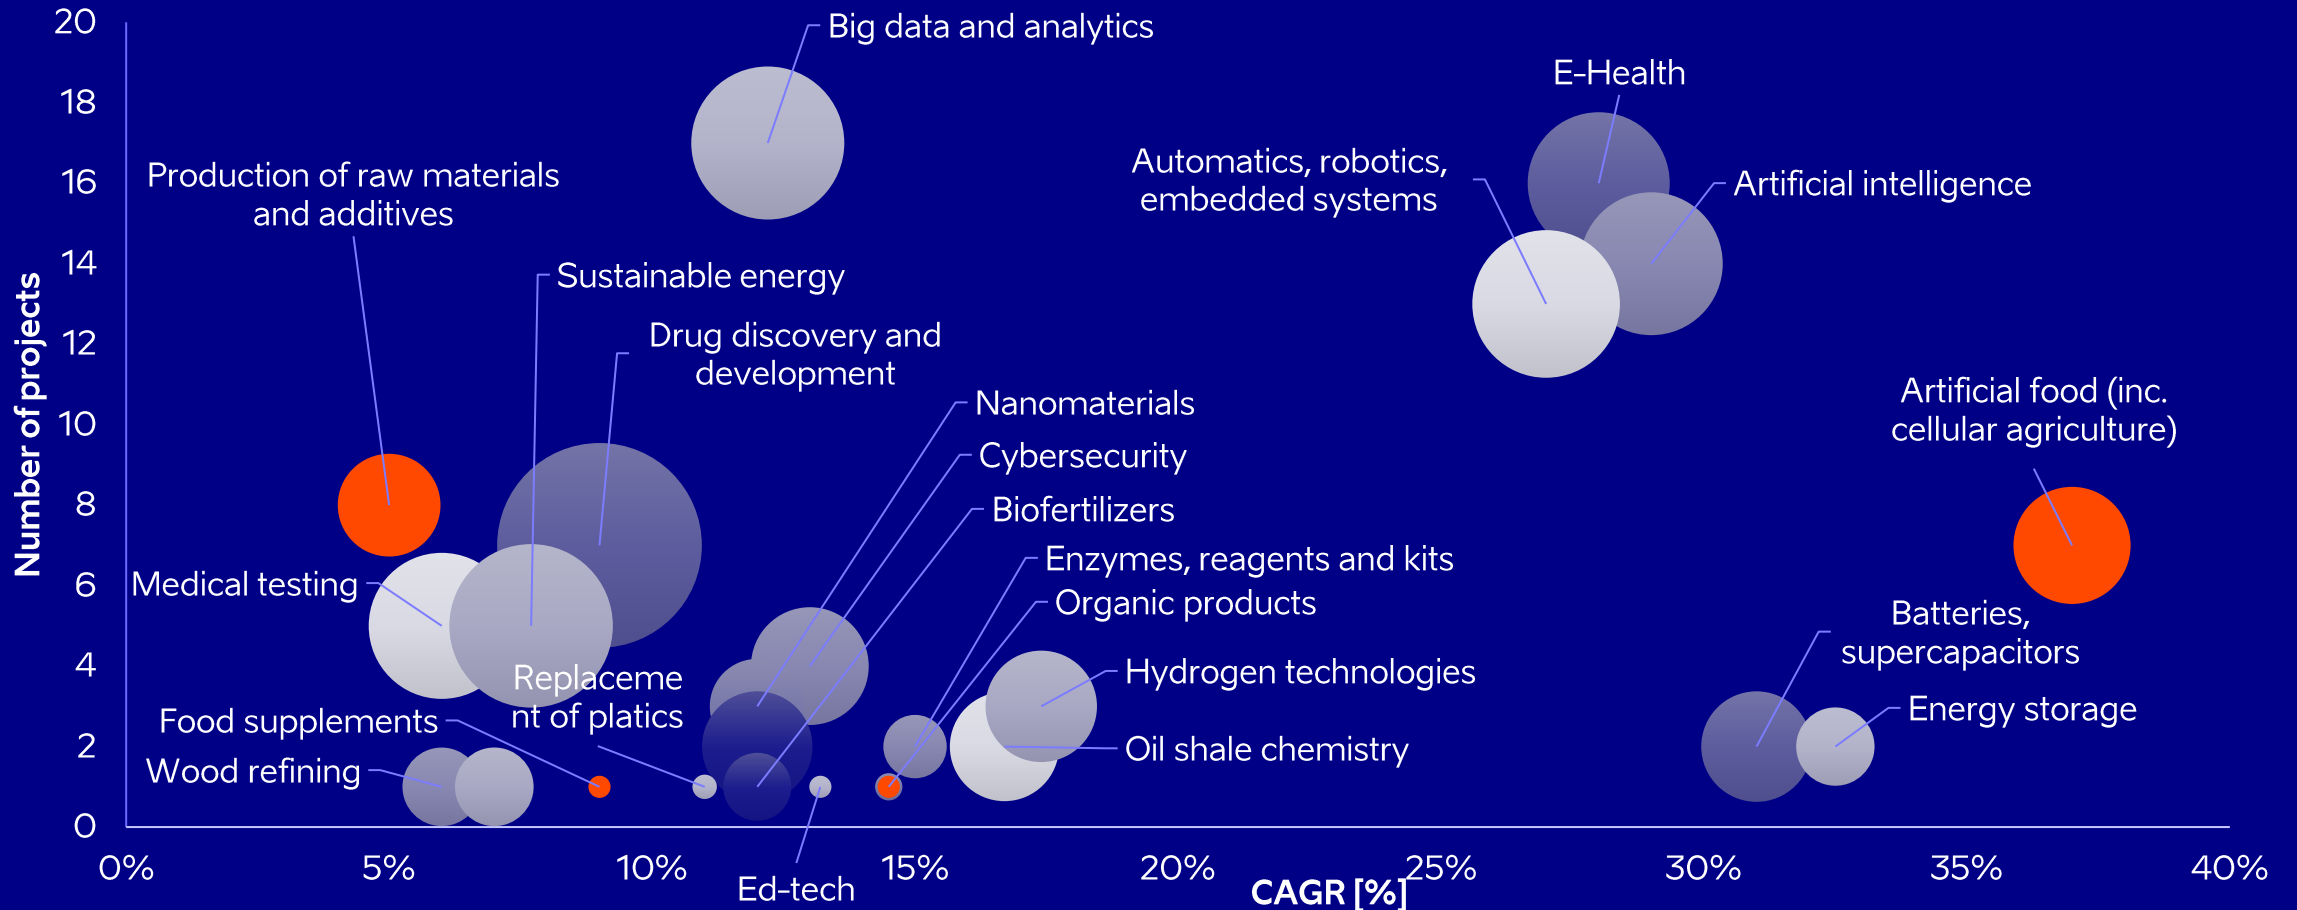 20
18
16
14
12
10
8
6
4
2
0
Number of projects
Big data and analytics
E-Health
Automatics, robotics,
embedded systems
Artificial intelligence
Production of raw materials
and additives
Sustainable energy
Drug discovery and
development
Nanomaterials
Cybersecurity
Biofertilizers
Enzymes, reagents and kits
Organic products
Artificial food (inc.
cellular agriculture)
Medical testing
Batteries,
supercapacitors
Replaceme
nt of platics
Hydrogen technologies
Food supplements
Energy storage
Oil shale chemistry
Wood refining
Ed-tech
0%
5%
10%
15%
20%
25%
30%
35%
40%
CAGR [%]